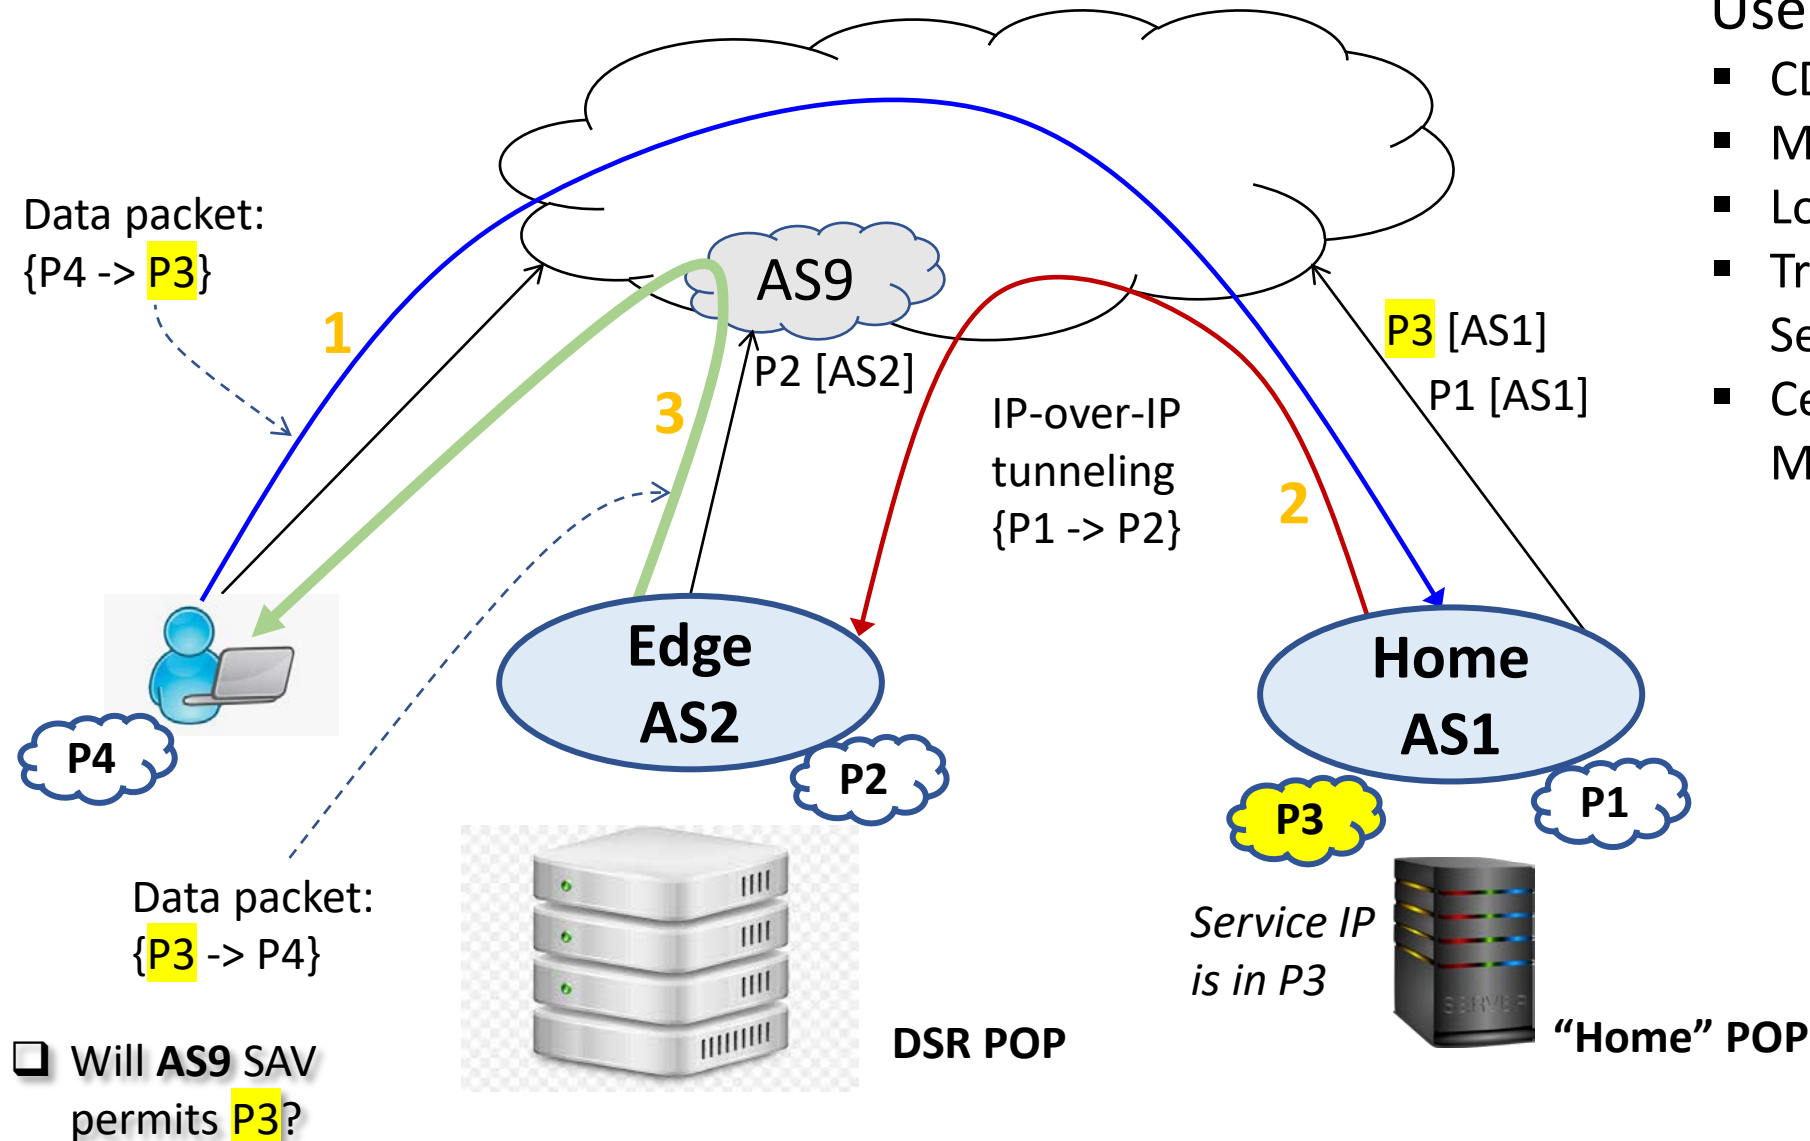 Data packet:
{P4 -> P3}
1
AS9
P2 [AS2]
3
IP-over-IP
tunneling
{P1 -> P2}
2
P3 [AS1]
P1 [AS1]
Edge
AS2
Home
AS1
P4
P2
P3
P1
Data packet:
{P3 -> P4}
Service IP
is in P3
SERVER
DSR POP
“Home” POP
❑ Will AS9 SAV
permits P3?